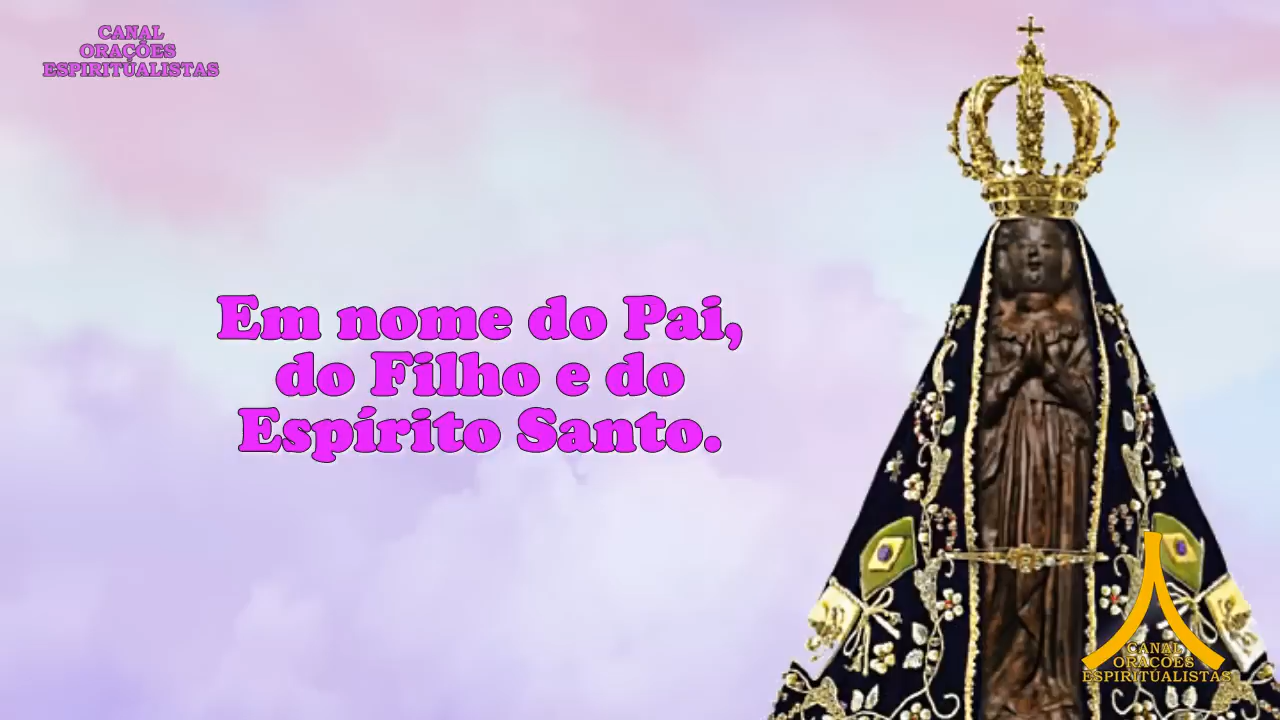 CANAL
ORAÇÕES
ESPIRITUALISTAS
Em nome do Pai,
do Filho e do
Espírito Santo.
CANAL
ORAÇÕES
ESPIRITUALISTAS